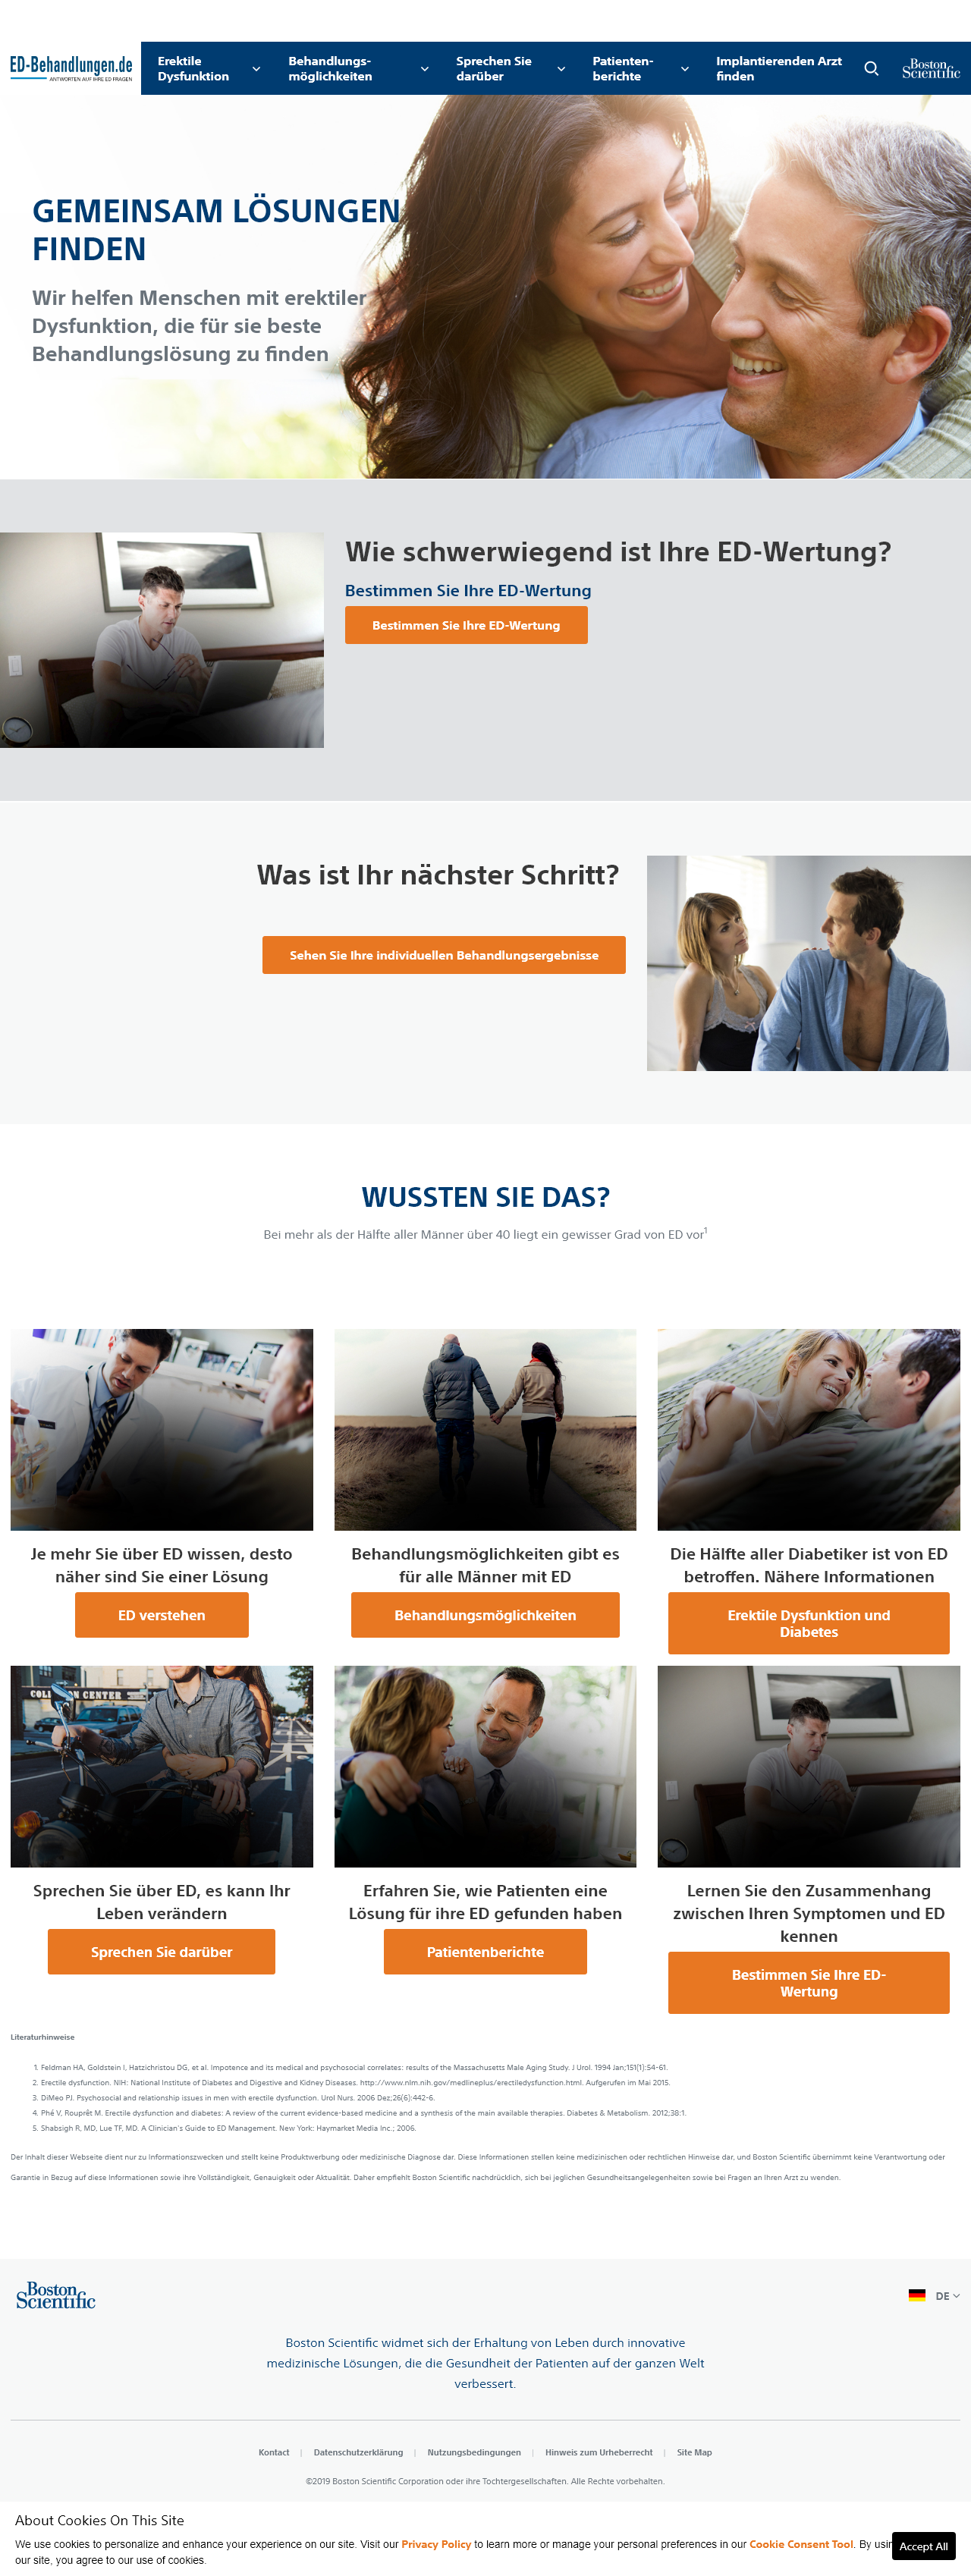 ED-Behandlungen.de
ANTWORTEN AUF IHRE ED FRAGEN
Erektile
Dysfunktion
Behandlungs-
möglichkeiten
Sprechen Sie
darüber
Patienten-
berichte
Implantierenden Arzt
finden
Boston
Scientific
GEMEINSAM LÖSUNGEN
FINDEN
Wir helfen Menschen mit erektiler
Dysfunktion, die für sie beste
Behandlungslösung zu finden
Wie schwerwiegend ist Ihre ED-Wertung?
Bestimmen Sie Ihre ED-Wertung
Bestimmen Sie Ihre ED-Wertung
Was ist Ihr nächster Schritt?
Sehen Sie Ihre individuellen Behandlungsergebnisse
WUSSTEN SIE DAS?
Bei mehr als der Hälfte aller Männer über 40 liegt ein gewisser Grad von ED vor1
Je mehr Sie über ED wissen, desto
näher sind Sie einer Lösung
ED verstehen
Behandlungsmöglichkeiten gibt es
für alle Männer mit ED
Behandlungsmöglichkeiten
Die Hälfte aller Diabetiker ist von ED
betroffen. Nähere Informationen
Erektile Dysfunktion und
Diabetes
Sprechen Sie über ED, es kann Ihr
Leben verändern
Sprechen Sie darüber
Erfahren Sie, wie Patienten eine
Lösung für ihre ED gefunden haben
Patientenberichte
Lernen Sie den Zusammenhang
zwischen Ihren Symptomen und ED
kennen
Bestimmen Sie Ihre ED-
Wertung
Literaturhinweise
1. Feldman HA, Goldstein I, Hatzichristou DG, et al. Impotence and its medical and psychosocial correlates: results of the Massachusetts Male Aging Study. J Urol. 1994 Jan;151(1):54-61.
2. Erectile dysfunction. NIH: National Institute of Diabetes and Digestive and Kidney Diseases. http://www.nlm.nih.gov/medlineplus/erectiledysfunction.html. Aufgerufen im Mai 2015.
3. DiMeo PJ. Psychosocial and relationship issues in men with erectile dysfunction. Urol Nurs. 2006 Dez;26(6):442-6.
4. Phé V, Rouprêt M. Erectile dysfunction and diabetes: A review of the current evidence-based medicine and a synthesis of the main available therapies. Diabetes & Metabolism. 2012;38:1.
5. Shabsigh R, MD, Lue TF, MD. A Clinician's Guide to ED Management. New York: Haymarket Media Inc.; 2006.
Der Inhalt dieser Webseite dient nur zu Informationszwecken und stellt keine Produktwerbung oder medizinische Diagnose dar. Diese Informationen stellen keine medizinischen oder rechtlichen Hinweise dar, und Boston Scientific übernimmt keine Verantwortung oder
Garantie in Bezug auf diese Informationen sowie ihre Vollständigkeit, Genauigkeit oder Aktualität. Daher empfiehlt Boston Scientific nachdrücklich, sich bei jeglichen Gesundheitsangelegenheiten sowie bei Fragen an Ihren Arzt zu wenden.
Boston
Scientific
DE
Boston Scientific widmet sich der Erhaltung von Leben durch innovative
medizinische Lösungen, die die Gesundheit der Patienten auf der ganzen Welt
verbessert.
Kontact | Datenschutzerklärung | Nutzungsbedingungen | Hinweis zum Urheberrecht | Site Map
©2019 Boston Scientific Corporation oder ihre Tochtergesellschaften. Alle Rechte vorbehalten.
About Cookies On This Site
We use cookies to personalize and enhance your experience on our site. Visit our Privacy Policy to learn more or manage your personal preferences in our Cookie Consent Tool. By usin
our site, you agree to our use of cookies.
Accept All